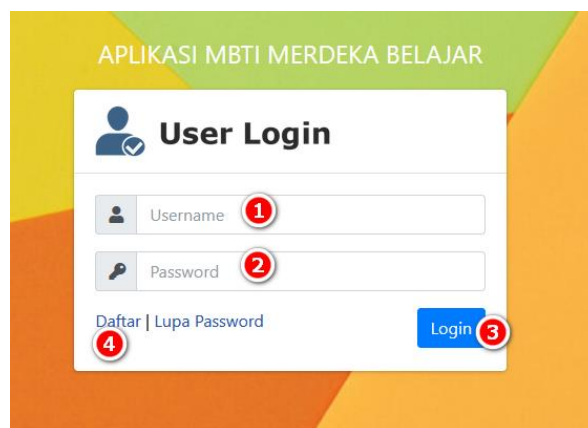 APLIKASI MBTI MERDEKA BELAJAR
User Login
Username 1
Password 2
Daftar | Lupa Password
Login 3
4